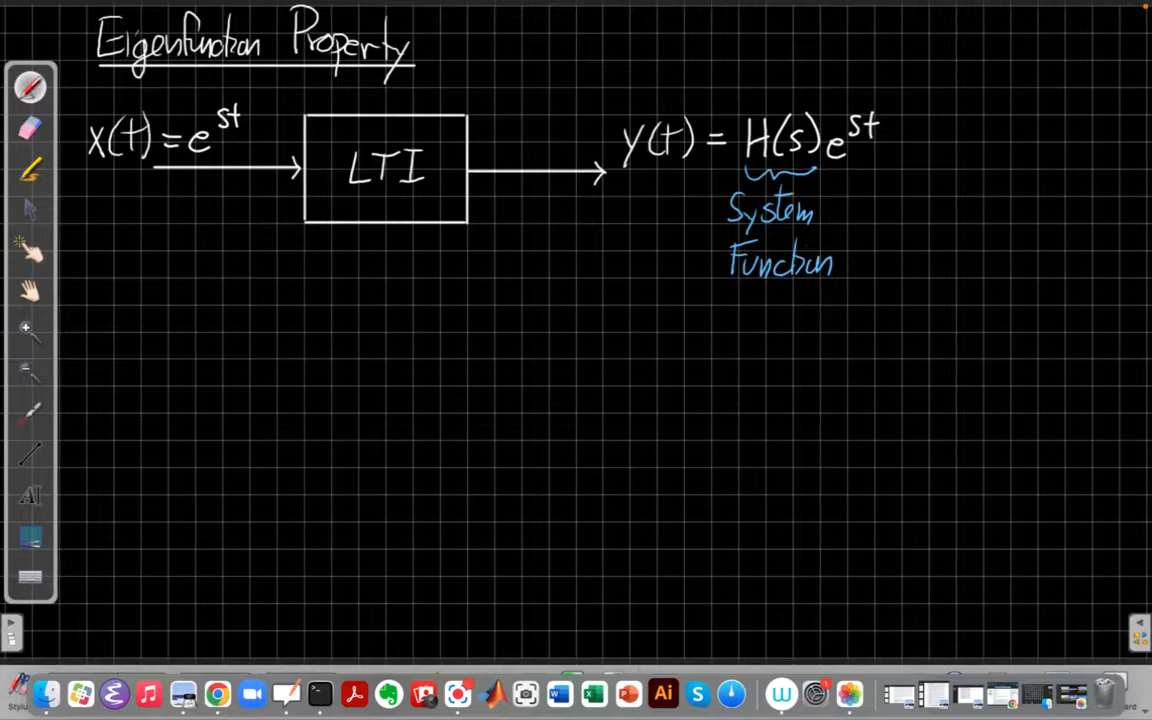 Eigenfunction Property
x(t) = e^st
LTI
y(t) = H(s)e^st
System
Function